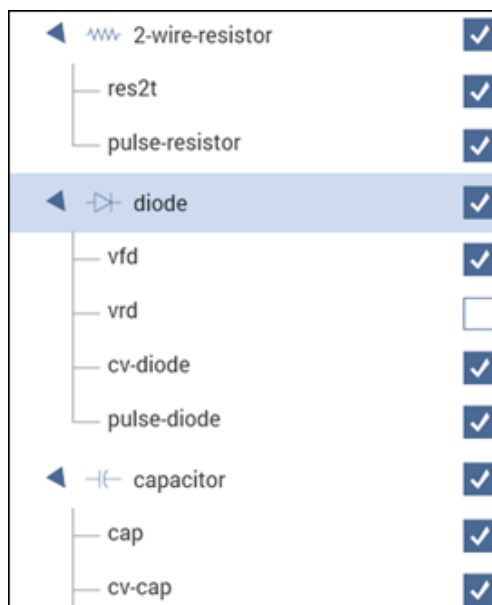 2-wire-resistor
res2t
pulse-resistor
diode
vfd
vrd
cv-diode
pulse-diode
capacitor
cap
cv-cap